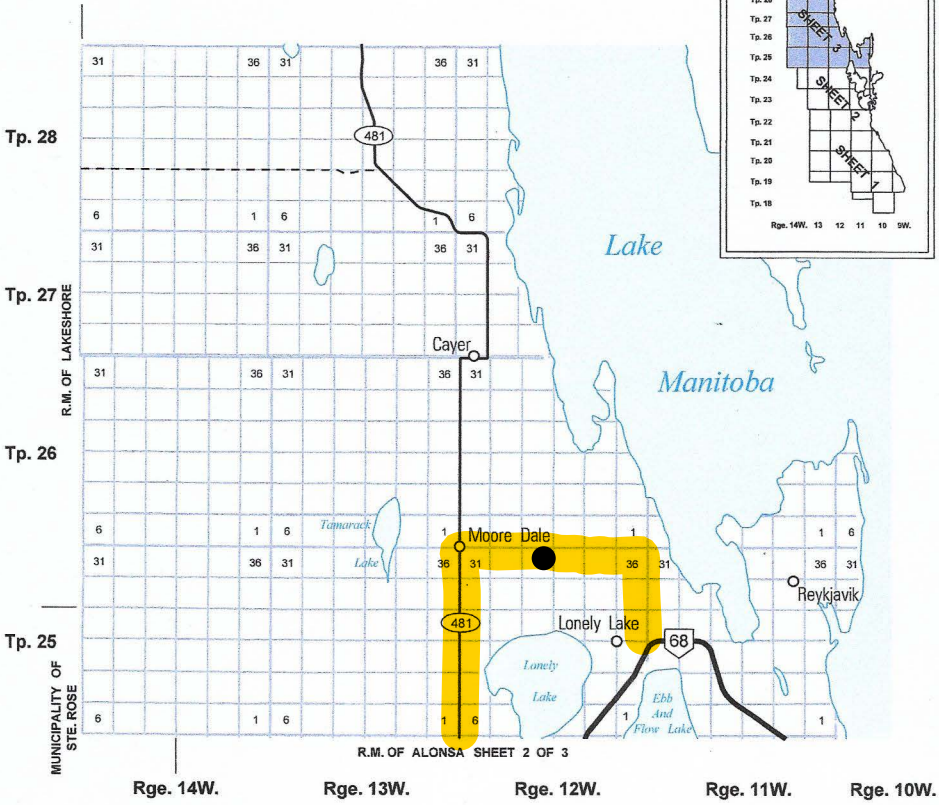 Tp. 28
Tp. 27
Tp. 26
Tp. 25
R.M. OF LAKESHORE
MUNICIPALITY OF
STE. ROSE
31
36 31
36 31
481
6
1 6
1 6
31
36 31
36 31
Cayer
31
36 31
36 31
Lake
Manitoba
6
1 6
Tamarack
Lake
1
Moore Dale
1
1 6
31
36 31
36 31
36 31
36 31
Reykjavik
481
Lonely Lake
68
Lonely
Lake
Ebb
And
Flow Lake
6
1 6
1 6
1
1
R.M. OF ALONSA SHEET 2 OF 3
Rge. 14W.
Rge. 13W.
Rge. 12W.
Rge. 11W.
Rge. 10W.
Tp. 27
Tp. 26
Tp. 25
Tp. 24
Tp. 23
Tp. 22
Tp. 21
Tp. 20
Tp. 19
Tp. 18
SHEET 3
SHEET 2
SHEET 1
Rge. 14W. 13 12 11 10 9W.